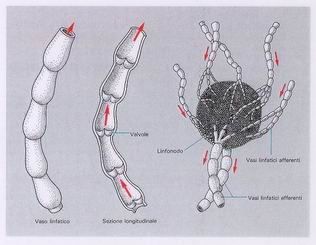 Valvole
Linfonodo
Vasi linfatici afferenti
Vasi linfatici efferenti
Vaso linfatico
Sezione longitudinale